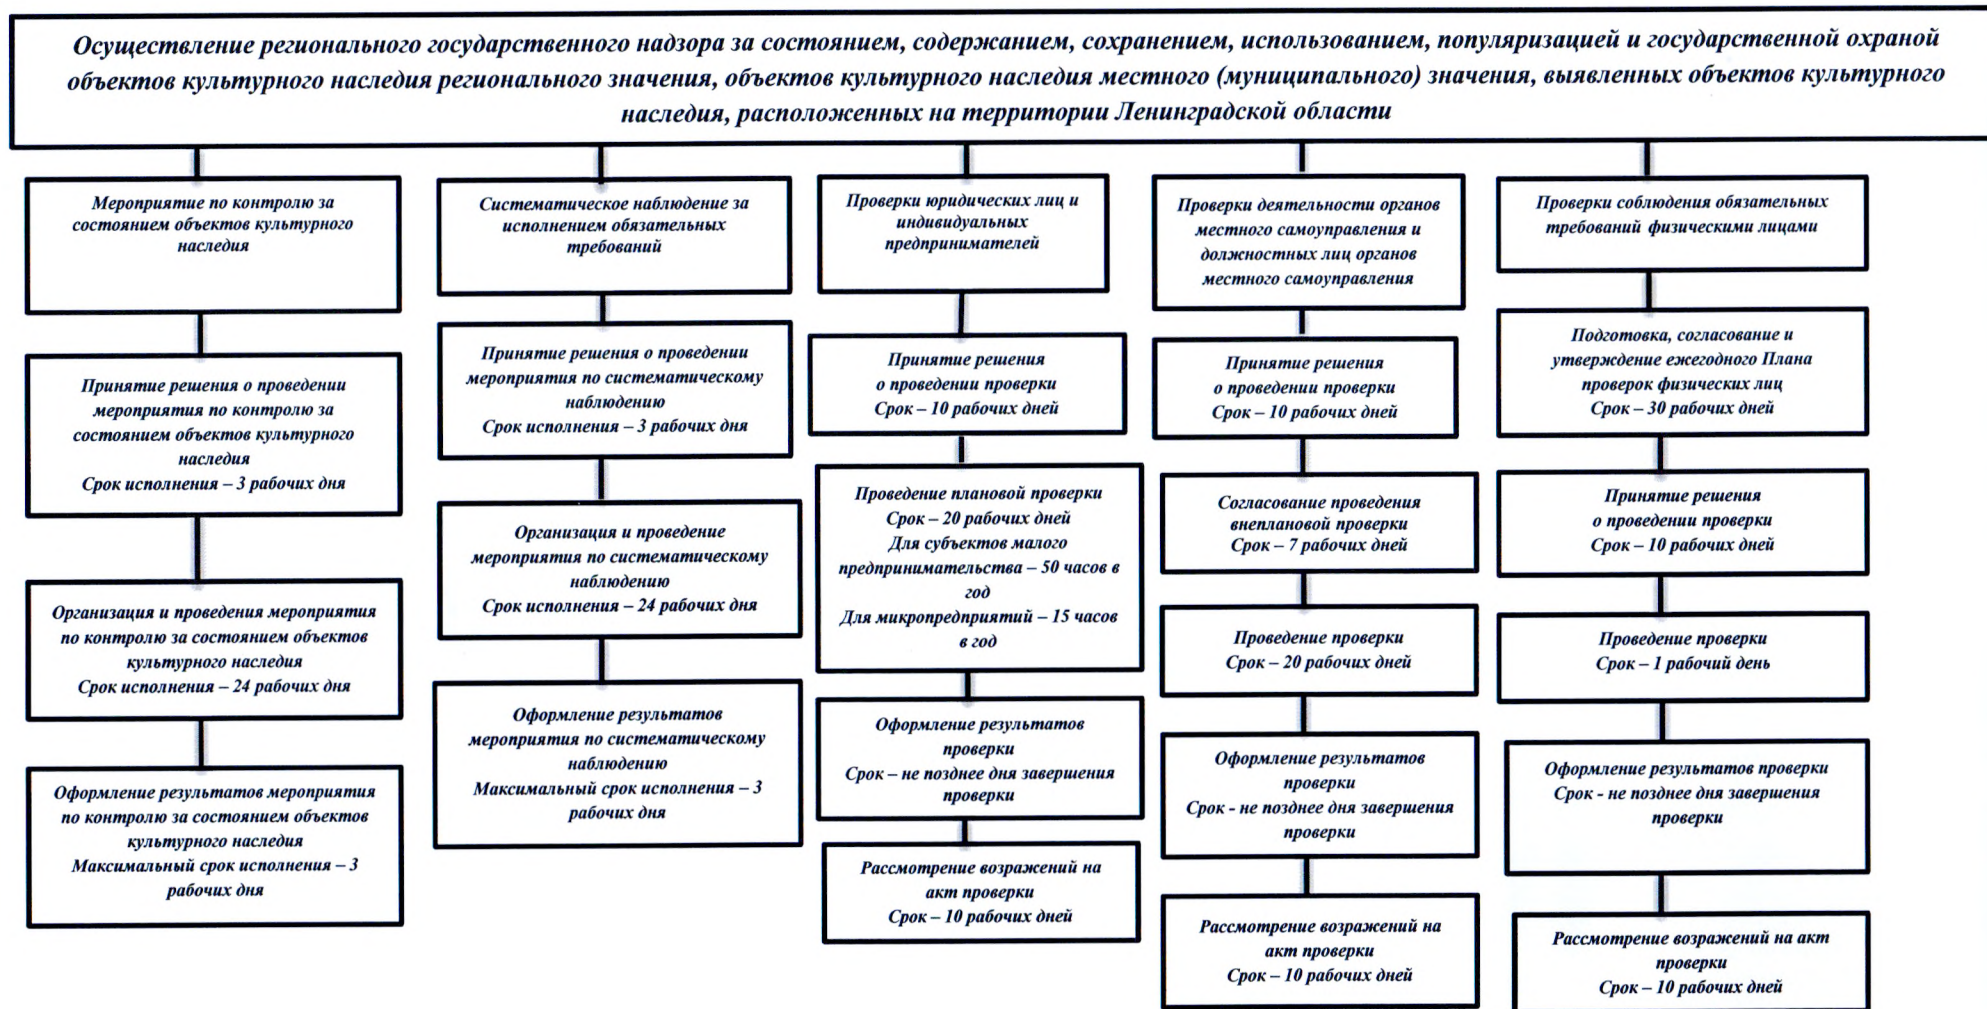 Осуществление регионального государственного надзора за состоянием, содержанием, сохранением, использованием, популяризацией и государственной охраной
объектов культурного наследия регионального значения, объектов культурного наследия местного (муниципального) значения, выявленных объектов культурного
наследия, расположенных на территории Ленинградской области
Мероприятие по контролю за
состоянием объектов культурного
наследия
Принятие решения о проведении
мероприятия по контролю за
состоянием объектов культурного
наследия
Срок исполнения – 3 рабочих дня
Организация и проведения мероприятия
по контролю за состоянием объектов
культурного наследия
Срок исполнения – 24 рабочих дня
Оформление результатов мероприятия
по контролю за состоянием объектов
культурного наследия
Максимальный срок исполнения – 3
рабочих дня
Систематическое наблюдение за
исполнением обязательных
требований
Принятие решения о проведении
мероприятия по систематическому
наблюдению
Срок исполнения – 3 рабочих дня
Организация и проведение
мероприятия по систематическому
наблюдению
Срок исполнения – 24 рабочих дня
Оформление результатов
мероприятия по систематическому
наблюдению
Максимальный срок исполнения – 3
рабочих дня
Проверки юридических лиц и
индивидуальных
предпринимателей
Принятие решения
о проведении проверки
Срок – 10 рабочих дней
Проведение плановой проверки
Срок – 20 рабочих дней
Для субъектов малого
предпринимательства – 50 часов в
год
Для микропредприятий – 15 часов
в год
Оформление результатов
проверки
Срок – не позднее дня завершения
проверки
Рассмотрение возражений на
акт проверки
Срок – 10 рабочих дней
Проверки деятельности органов
местного самоуправления и
должностных лиц органов
местного самоуправления
Принятие решения
о проведении проверки
Срок – 10 рабочих дней
Согласование проведения
внеплановой проверки
Срок – 7 рабочих дней
Проведение проверки
Срок – 20 рабочих дней
Оформление результатов
проверки
Срок - не позднее дня завершения
проверки
Рассмотрение возражений на
акт проверки
Срок – 10 рабочих дней
Проверки соблюдения обязательных
требований физическими лицами
Подготовка, согласование и
утверждение ежегодного Плана
проверок физических лиц
Срок – 30 рабочих дней
Принятие решения
о проведении проверки
Срок – 10 рабочих дней
Проведение проверки
Срок – 1 рабочий день
Оформление результатов проверки
Срок - не позднее дня завершения
проверки
Рассмотрение возражений на акт
проверки
Срок – 10 рабочих дней